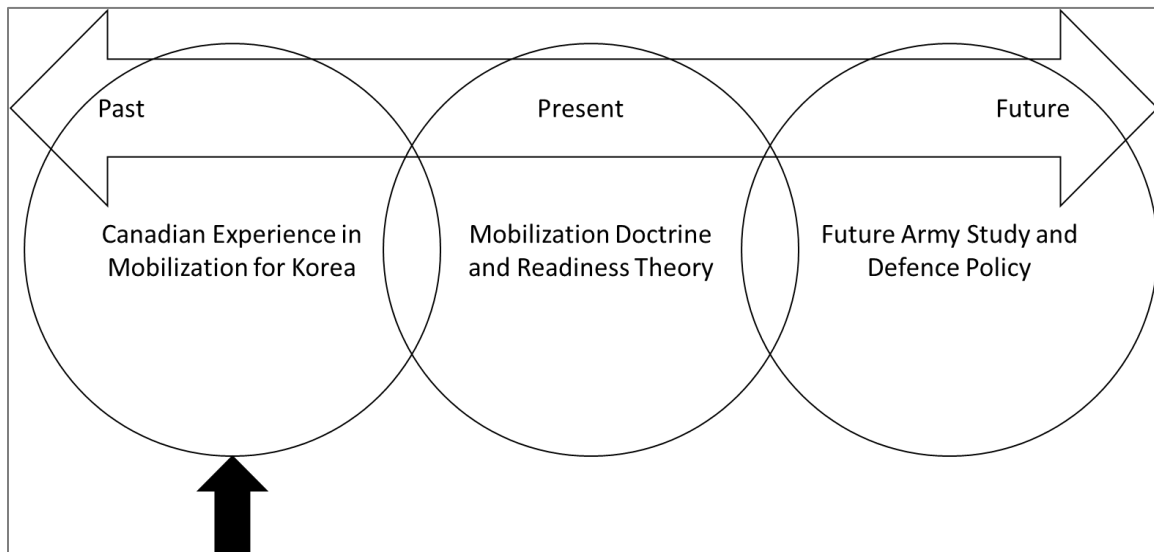 Past
Present
Future
Canadian Experience in
Mobilization for Korea
Mobilization Doctrine
and Readiness Theory
Future Army Study and
Defence Policy